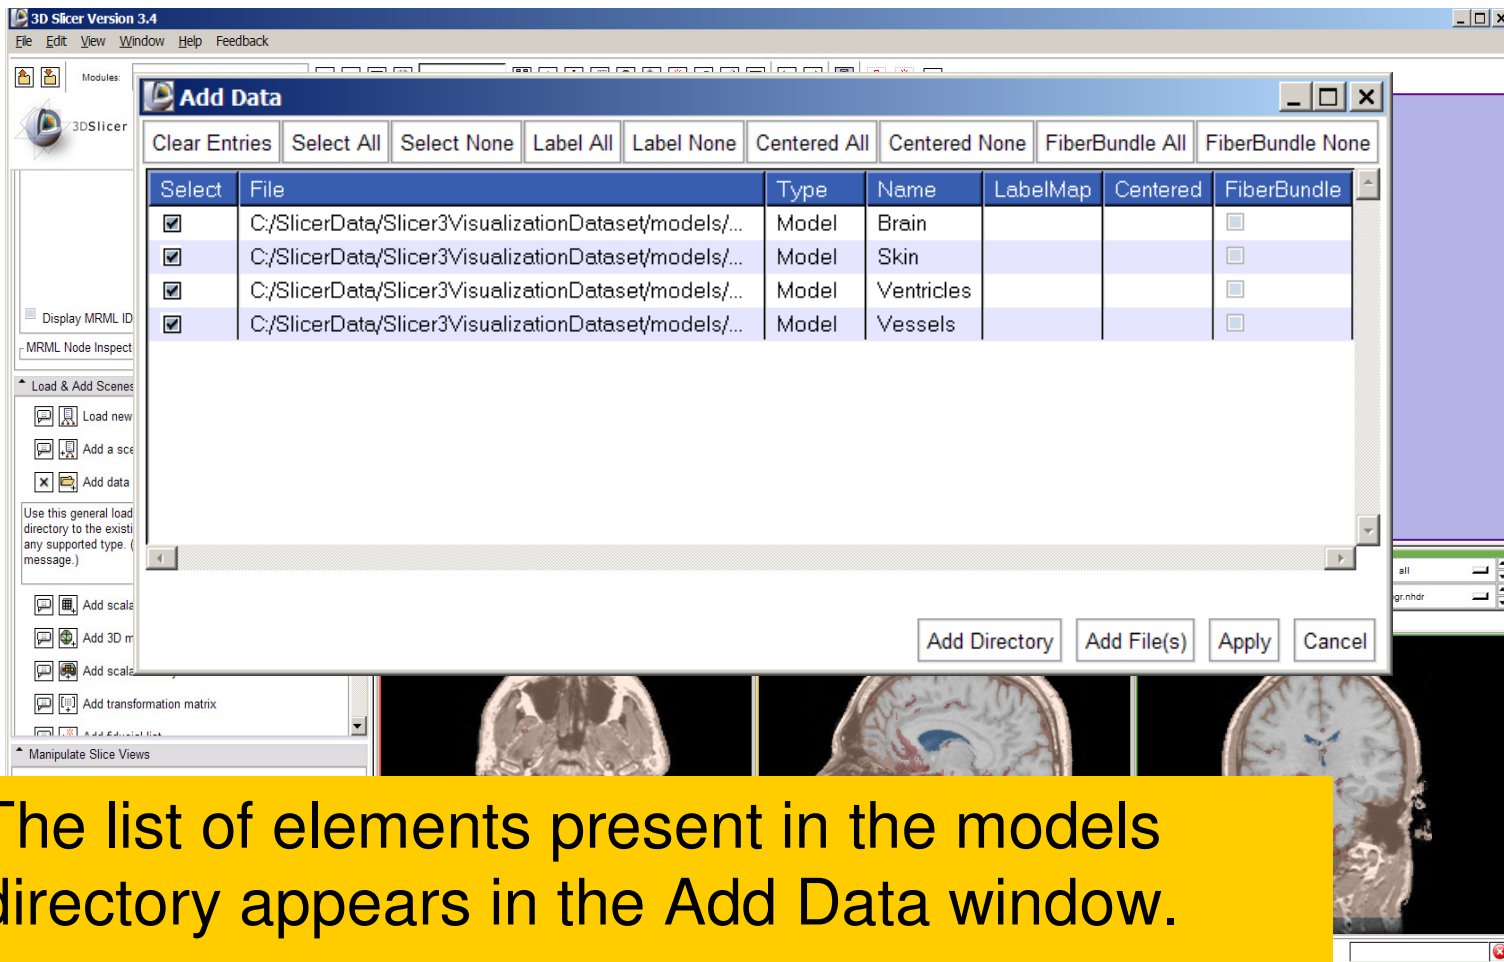 3D Slicer Version 3.4
File Edit View Window Help Feedback
Modules:
3DSlicer
Add Data
Clear Entries Select All Select None Label All Label None Centered All Centered None FiberBundle All FiberBundle None
Select File Type Name LabelMap Centered FiberBundle
C:/SlicerData/Slicer3VisualizationDataset/models/... Model Brain
C:/SlicerData/Slicer3VisualizationDataset/models/... Model Skin
C:/SlicerData/Slicer3VisualizationDataset/models/... Model Ventricles
C:/SlicerData/Slicer3VisualizationDataset/models/... Model Vessels
Add Directory Add File(s) Apply Cancel
Display MRML ID
MRML Node Inspect
Load & Add Scenes
Load new
Add a sce
Add data
Use this general load
directory to the existi
any supported type. (
message.)
Add scala
Add 3D m
Add scala
Add transformation matrix
Manipulate Slice Views
all
gr.nhdr
The list of elements present in the models
directory appears in the Add Data window.